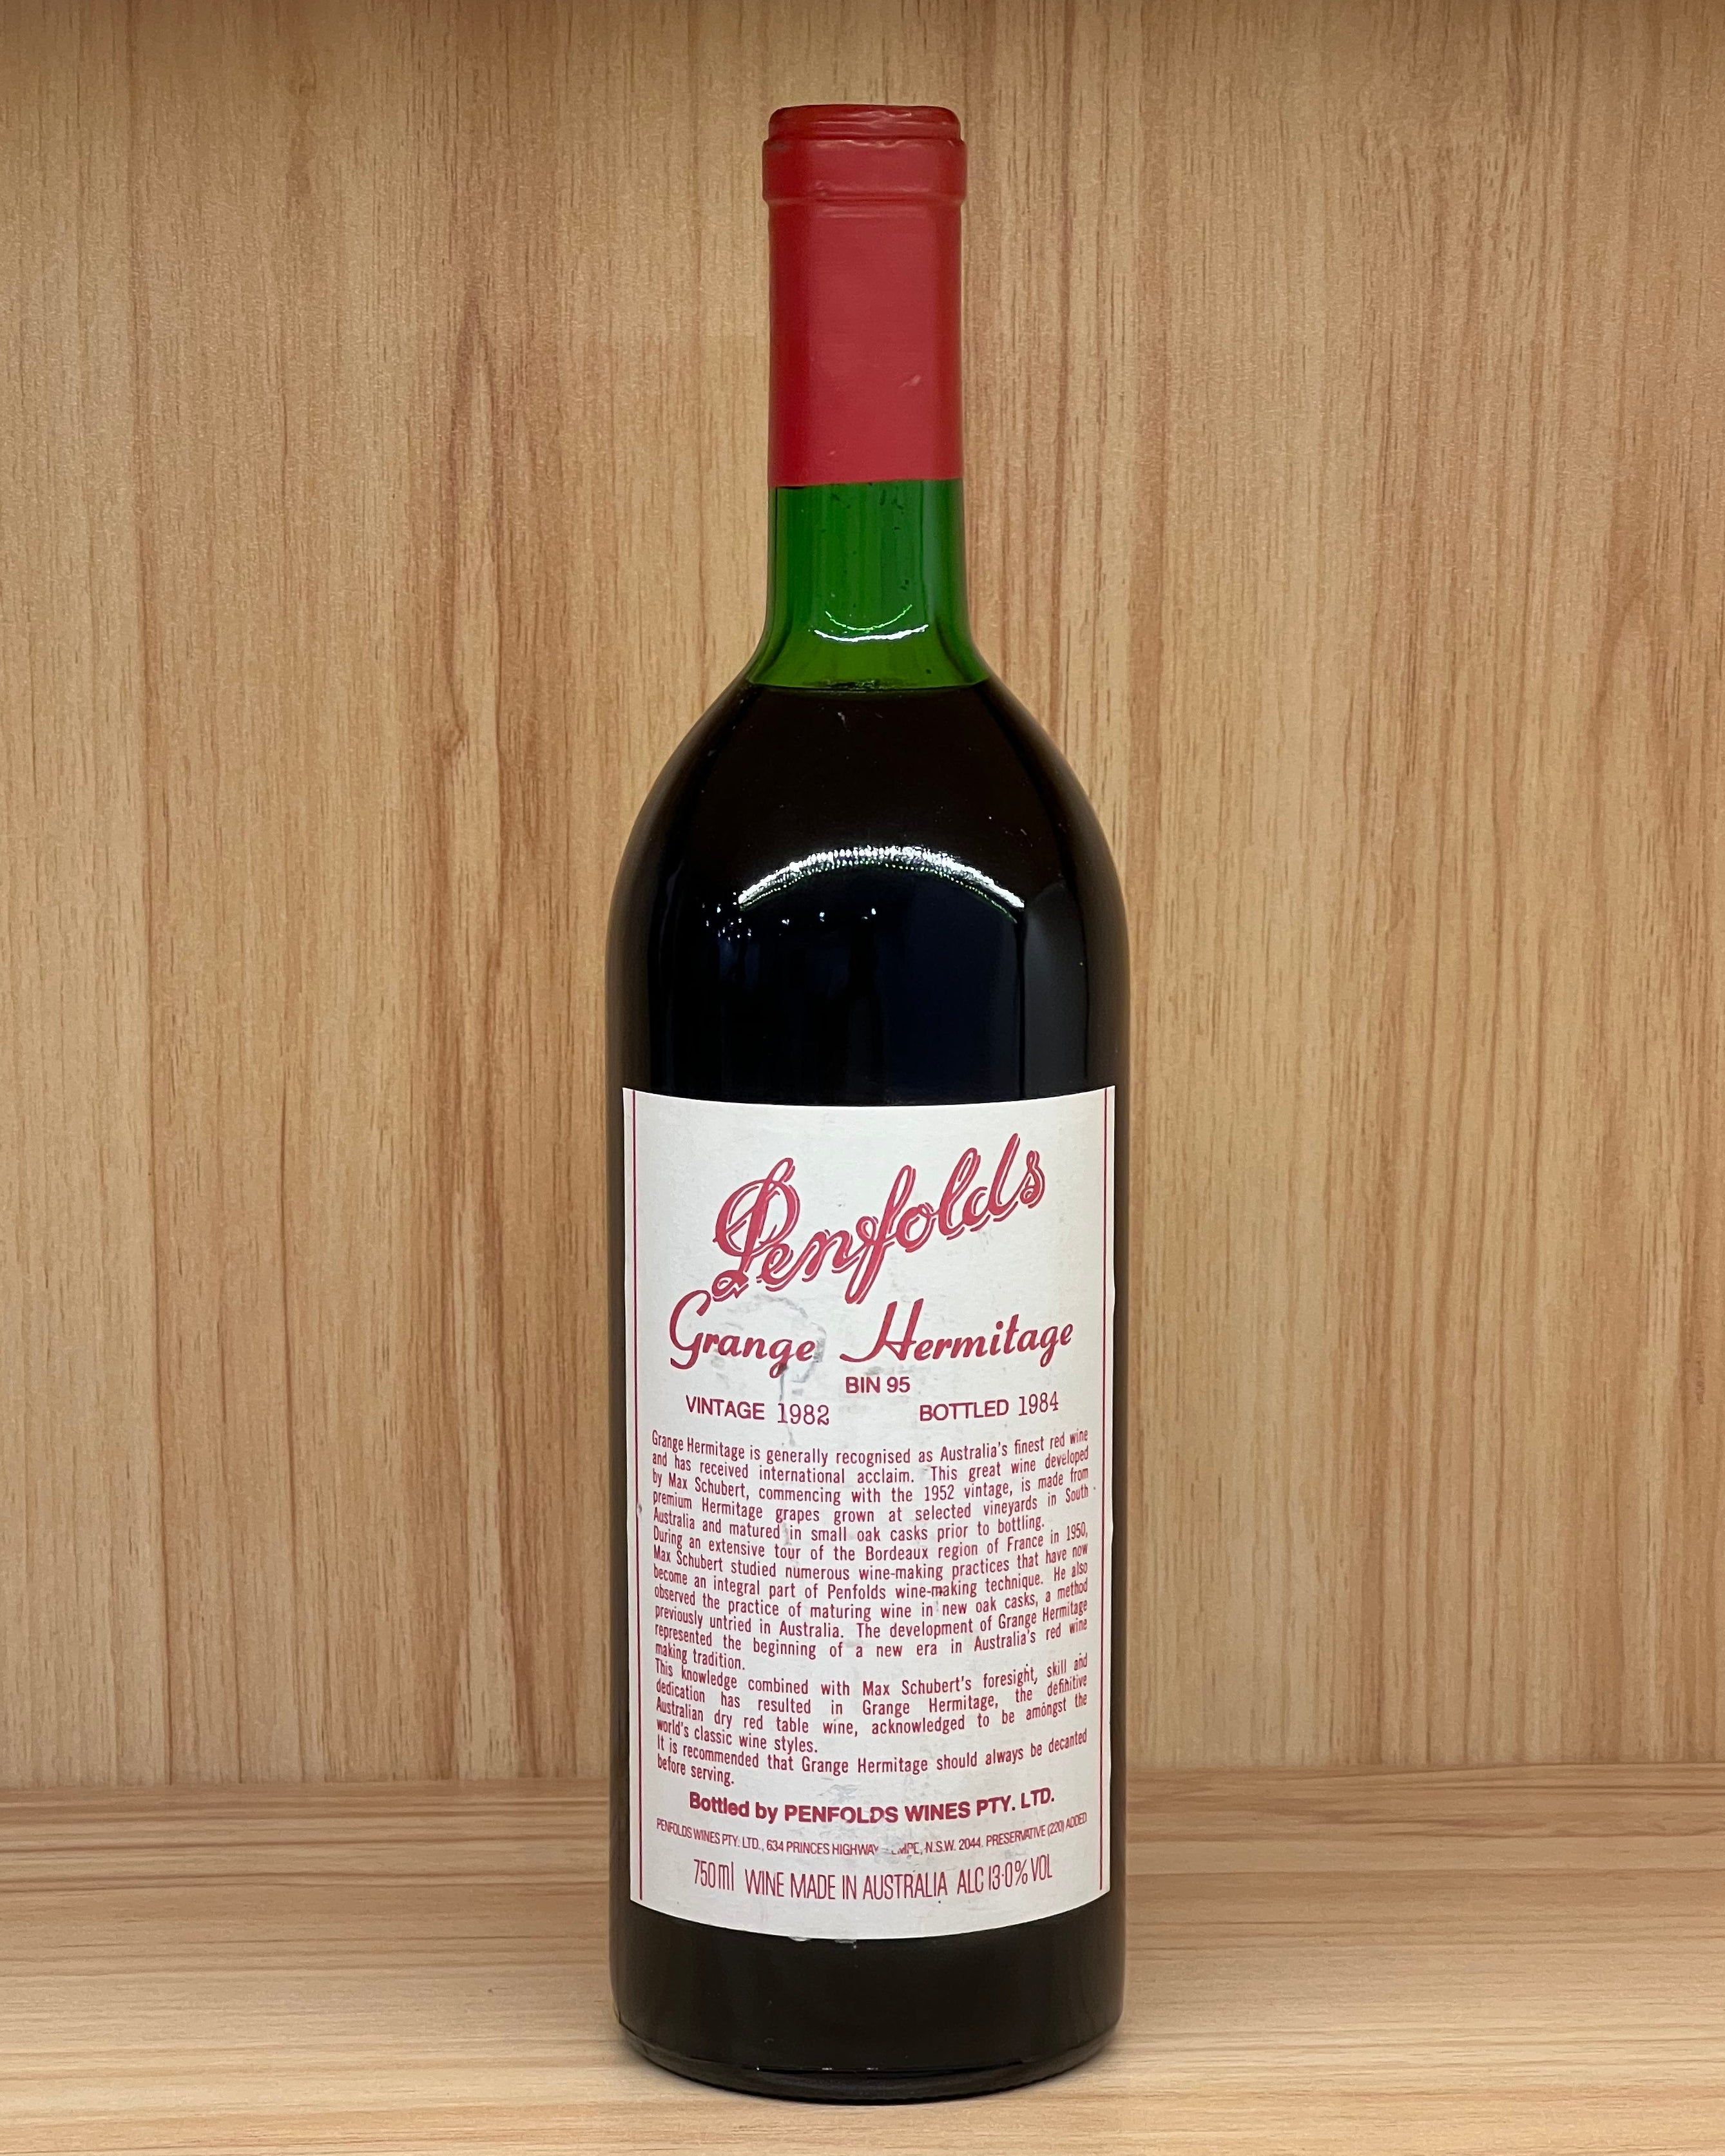 Penfolds
Grange Hermitage
BIN 95
VINTAGE 1982 BOTTLED 1984
Grange Hermitage is generally recognised as Australia's finest red wine
and has received international acclaim. This great wine developed
by Max Schubert, commencing with the 1952 vintage, is made from
premium Hermitage grapes grown at selected vineyards in South
Australia and matured in small oak casks prior to bottling.
During an extensive tour of the Bordeaux region of France in 1950,
Max Schubert studied numerous wine-making practices that have now
become an integral part of Penfolds wine-making technique. He also
observed the practice of maturing wine in new oak casks, a method
previously untried in Australia. The development of Grange Hermitage
represented the beginning of a new era in Australia's red wine
making tradition.
This knowledge combined with Max Schubert's foresight, skill and
dedication has resulted in Grange Hermitage, the definitive
Australian dry red table wine, acknowledged to be amongst the
world's classic wine styles.
It is recommended that Grange Hermitage should always be decanted
before serving.
Bottled by PENFOLDS WINES PTY. LTD.
PENFOLDS WINES PTY. LTD., 634 PRINCES HIGHWAY N.S.W. 2044. PRESERVATIVE (220) ADDED.
750ml WINE MADE IN AUSTRALIA ALC 13·0% VOL